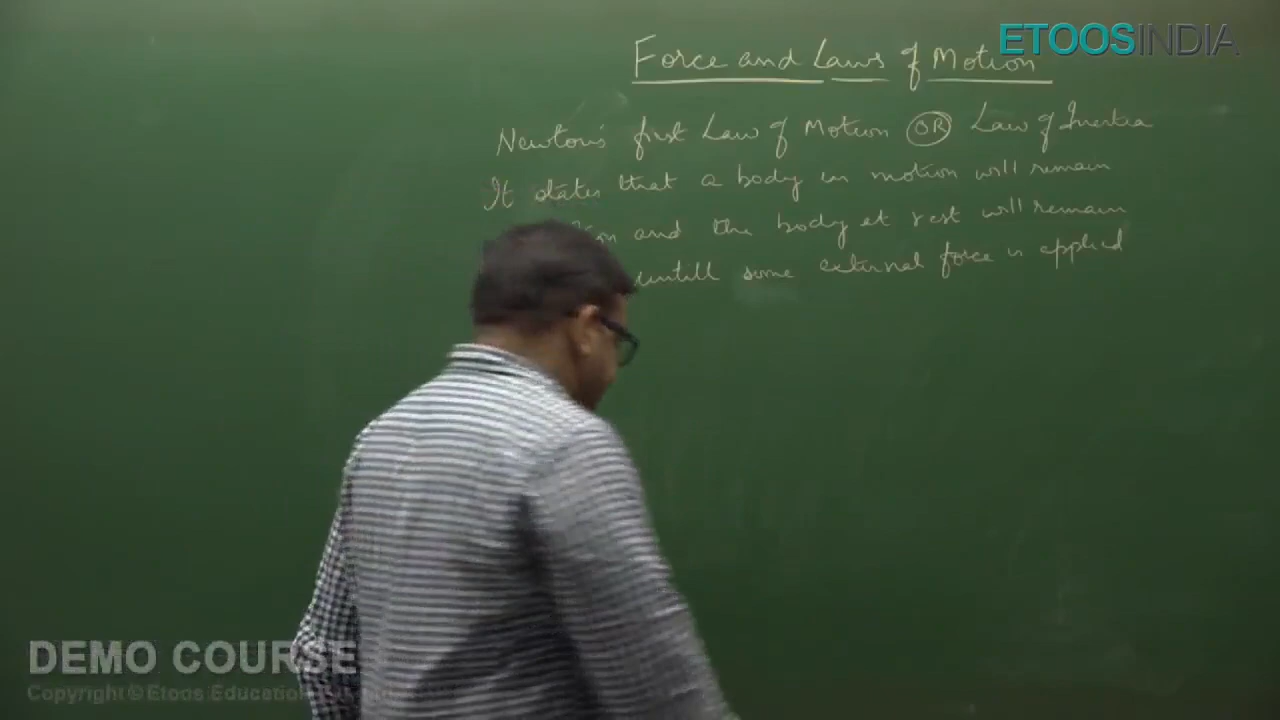 ETOOSINDIA
Force and Laws of Motion
Newton's first Law of Motion OR Law of Inertia
It states that a body in motion will remain
and the body at rest will remain
untill some external force is applied
DEMO COURSE
Copyright © Etoos Education